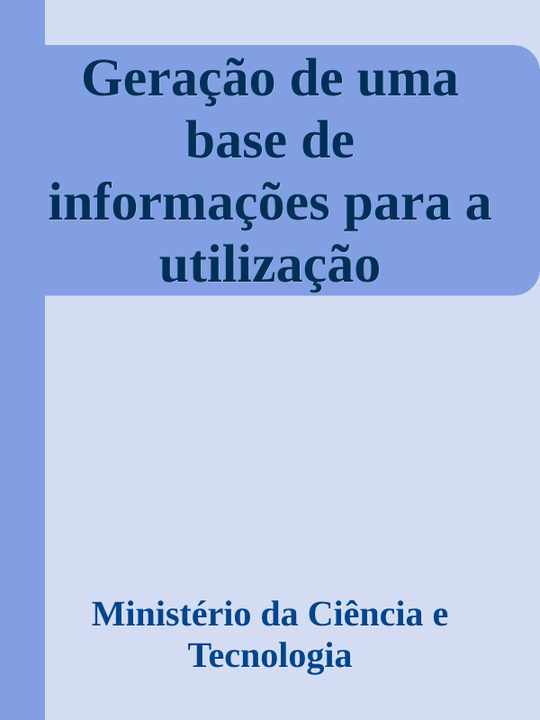 Geração de uma
base de
informações para a
utilização
Ministério da Ciência e
Tecnologia